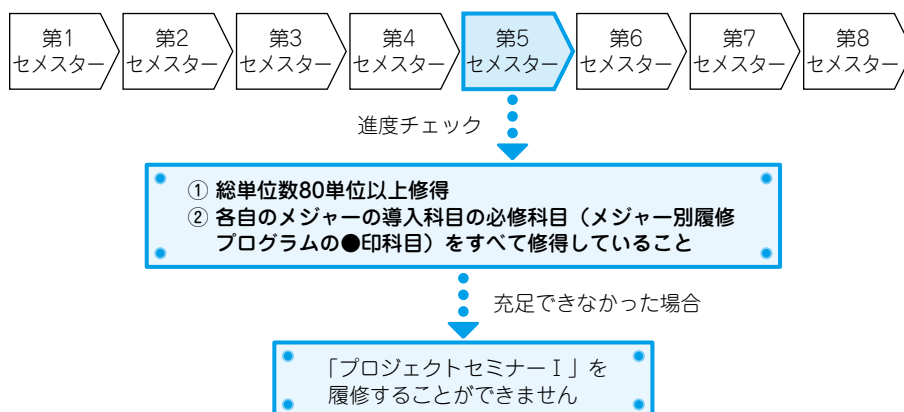 第1
セメスター
第2
セメスター
第3
セメスター
第4
セメスター
第5
セメスター
第6
セメスター
第7
セメスター
第8
セメスター
進度チェック
① 総単位数80単位以上修得
② 各自のメジャーの導入科目の必修科目（メジャー別履修
プログラムの●印科目）をすべて修得していること
充足できなかった場合
「プロジェクトセミナーⅠ」を
履修することができません